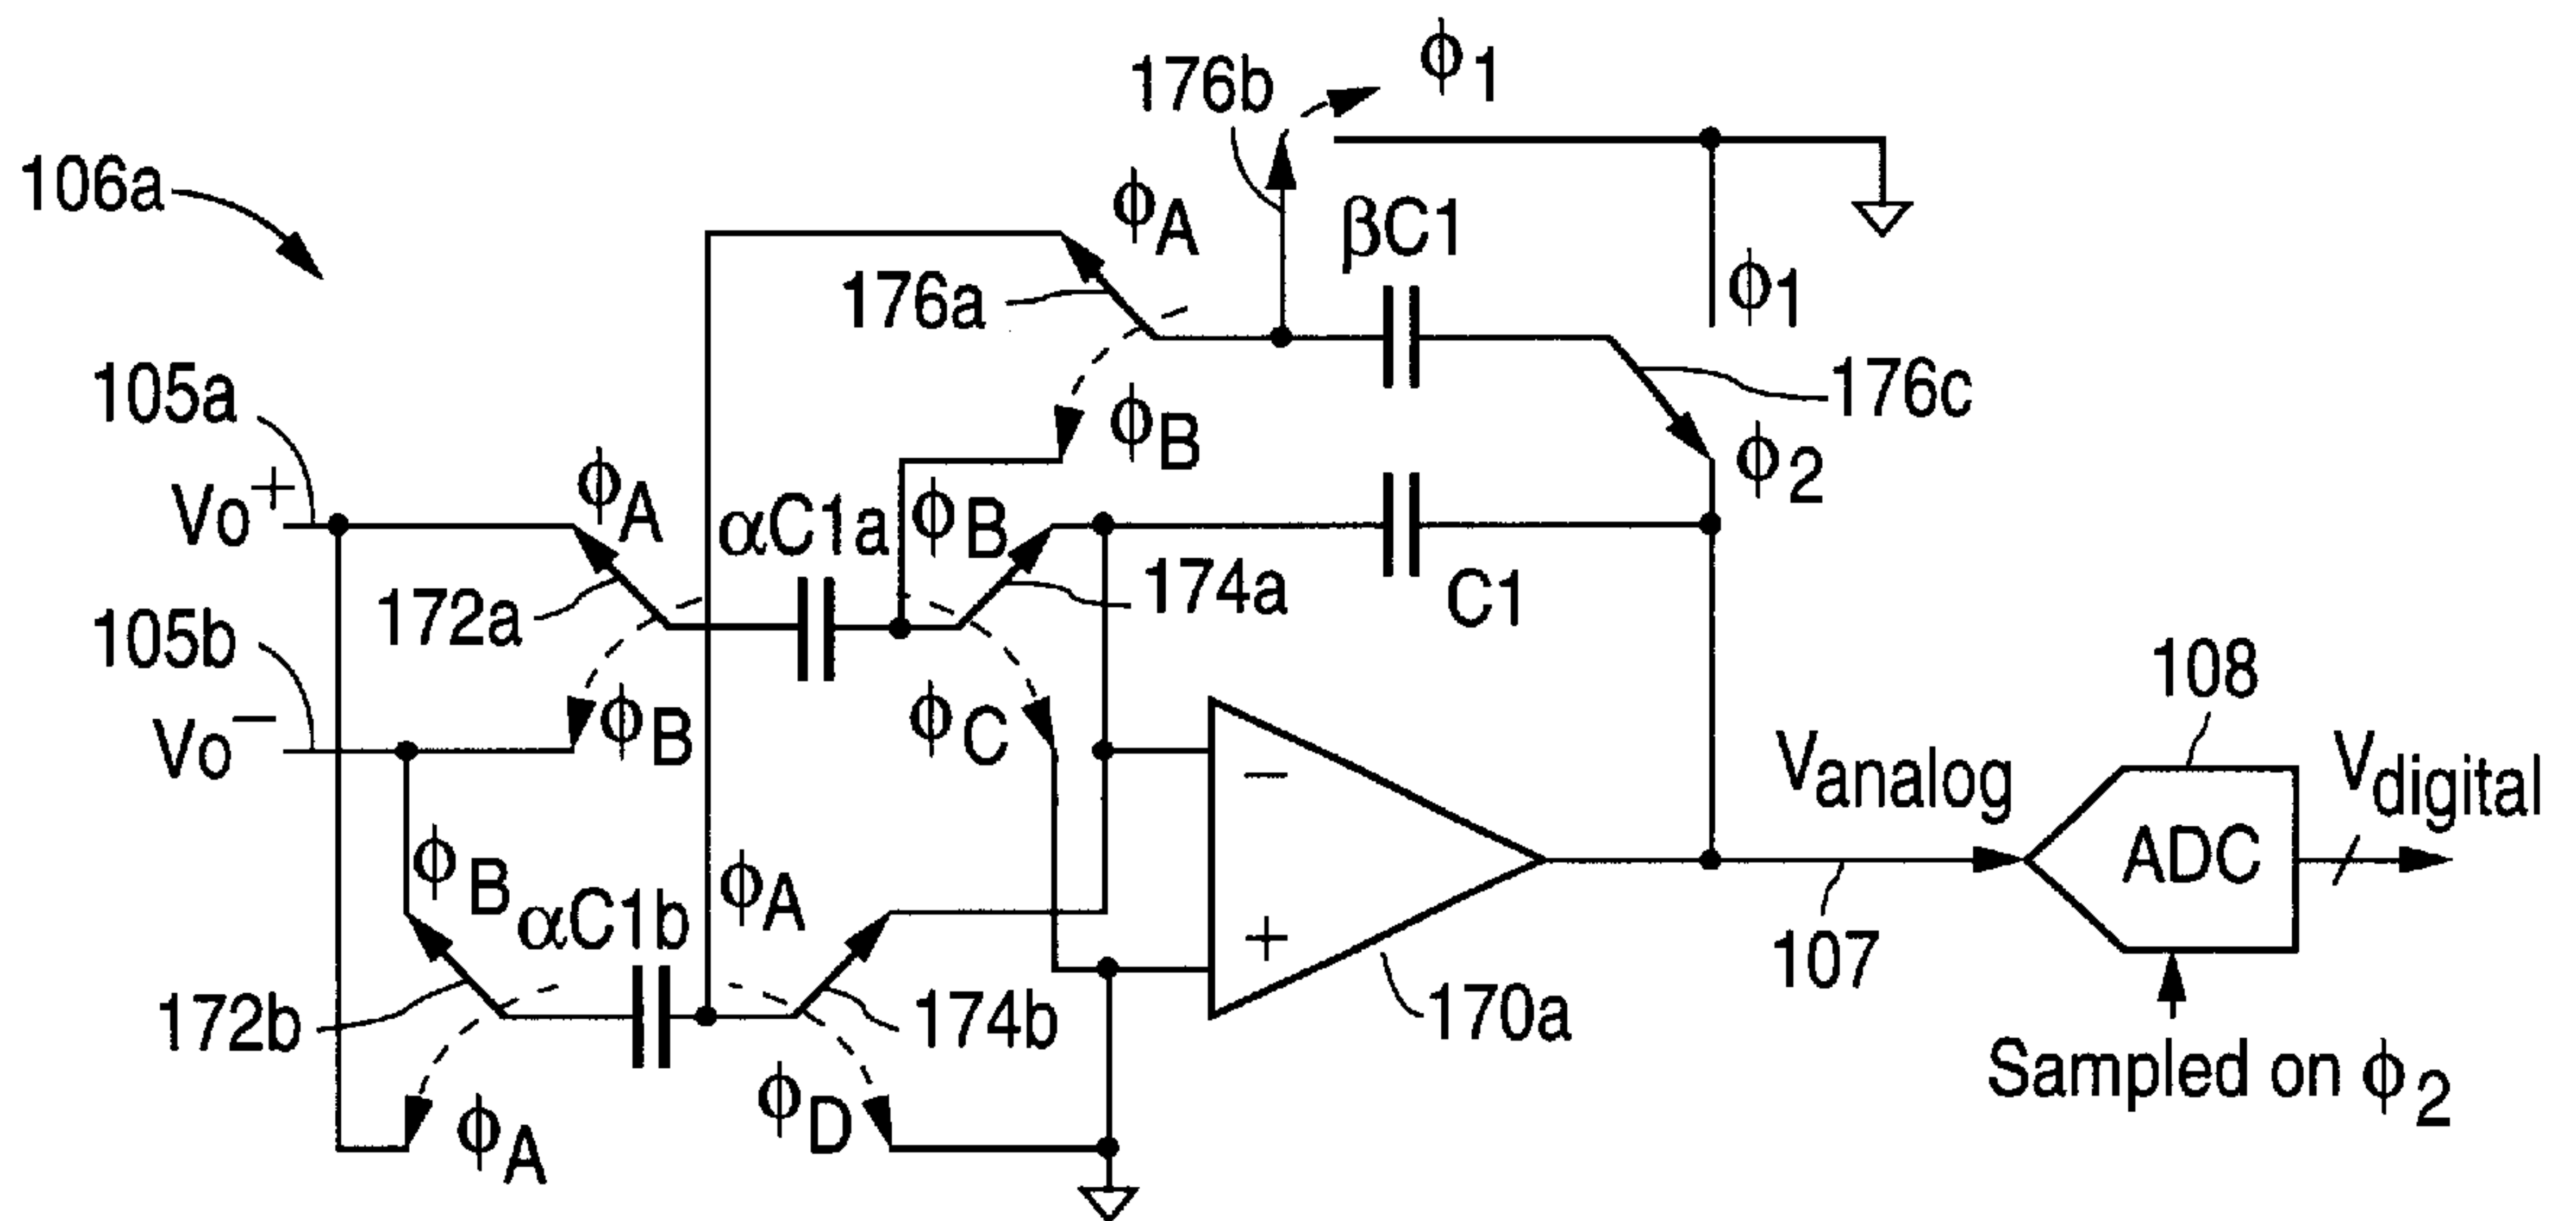 ϕ1
176b
106a
ϕA
βC1
176a
ϕ1
105a
ϕB
176c
Vo+
ϕA
αC1a
ϕB
ϕ2
172a
174a
C1
105b
108
Vo−
ϕB
ϕC
−
Vanalog
Vdigital
ϕB
αC1b
ϕA
ADC
+
107
172b
174b
170a
ϕD
Sampled on ϕ2
ϕA